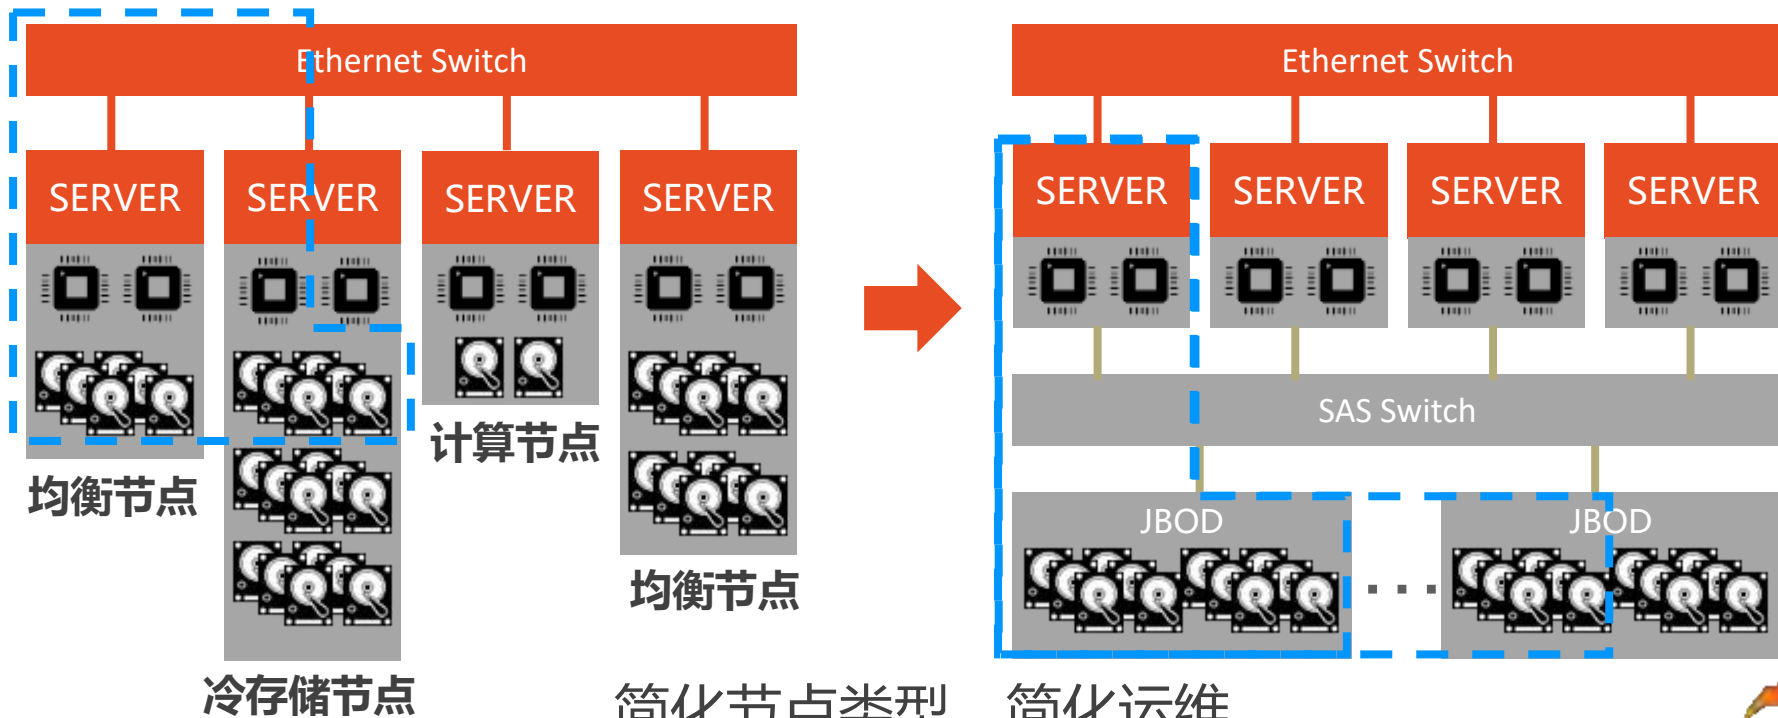 Ethernet Switch
SERVER
SERVER
SERVER
SERVER
计算节点
均衡节点
均衡节点
冷存储节点
Ethernet Switch
SERVER
SERVER
SERVER
SERVER
SAS Switch
JBOD
JBOD
....
简化节点类型 简化运维